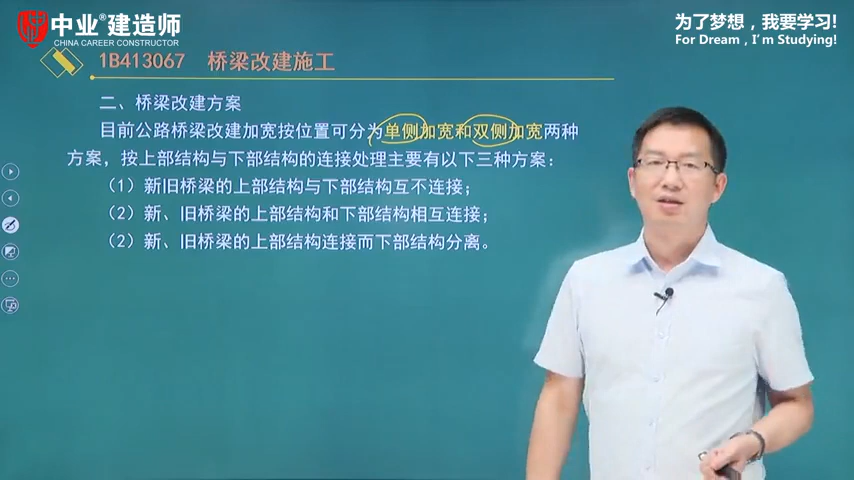 中业®建造师
CHINA CAREER CONSTRUCTOR
为了梦想，我要学习!
For Dream , I'm Studying!
1B413067 桥梁改建施工
二、桥梁改建方案
目前公路桥梁改建加宽按位置可分为单侧加宽和双侧加宽两种
方案，按上部结构与下部结构的连接处理主要有以下三种方案：
（1）新旧桥梁的上部结构与下部结构互不连接；
（2）新、旧桥梁的上部结构和下部结构相互连接；
（2）新、旧桥梁的上部结构连接而下部结构分离。